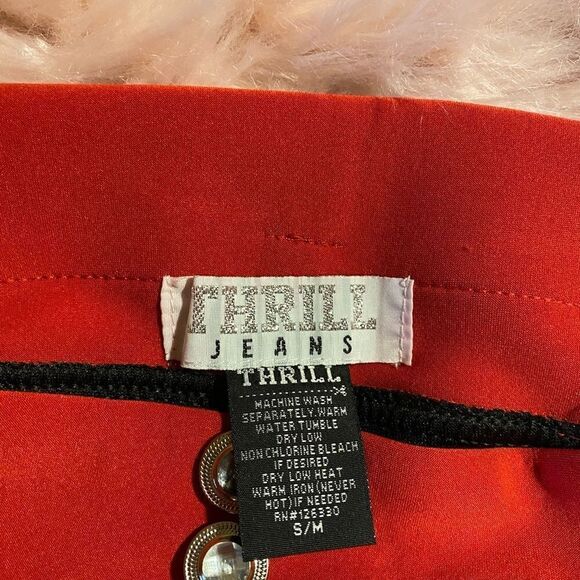 THRILL
JEANS
THRILL
MACHINE WASH
SEPARATELY.WARM
WATER TUMBLE
DRY LOW
NON CHLORINE BLEACH
IF DESIRED
DRY LOW HEAT
WARM IRON(NEVER
HOT)IF NEEDED
RN#126330
S/M